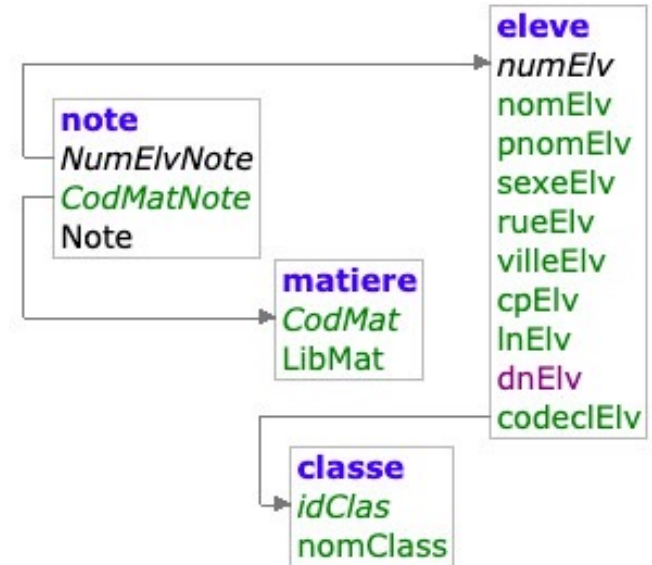 eleve
numElv
nomElv
pnomElv
sexeElv
rueElv
villeElv
cpElv
lnElv
dnElv
codeclElv
note
NumElvNote
CodMatNote
Note
matiere
CodMat
LibMat
classe
idClas
nomClass